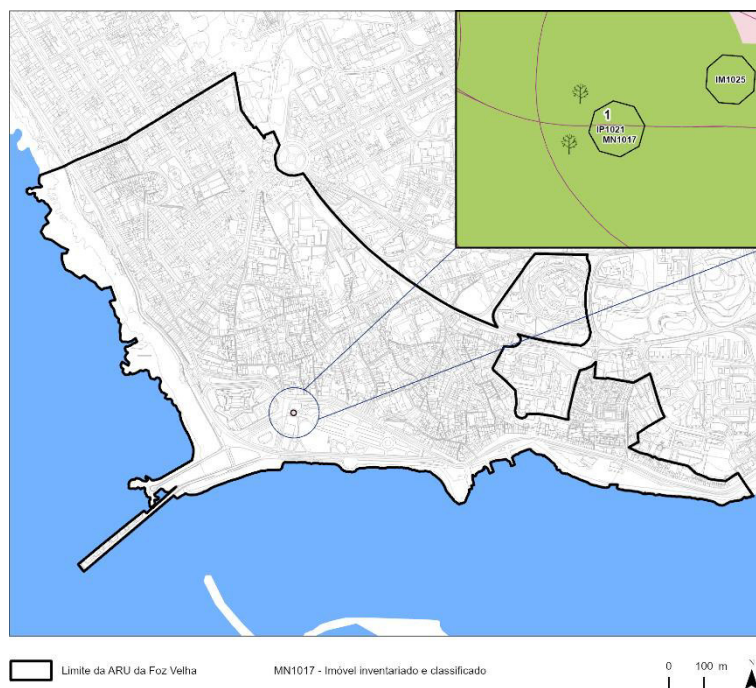 IM1025
1
IP1021
MN1017
Limite da ARU da Foz Velha
MN1017 - Imóvel inventariado e classificado
0 100 m
N